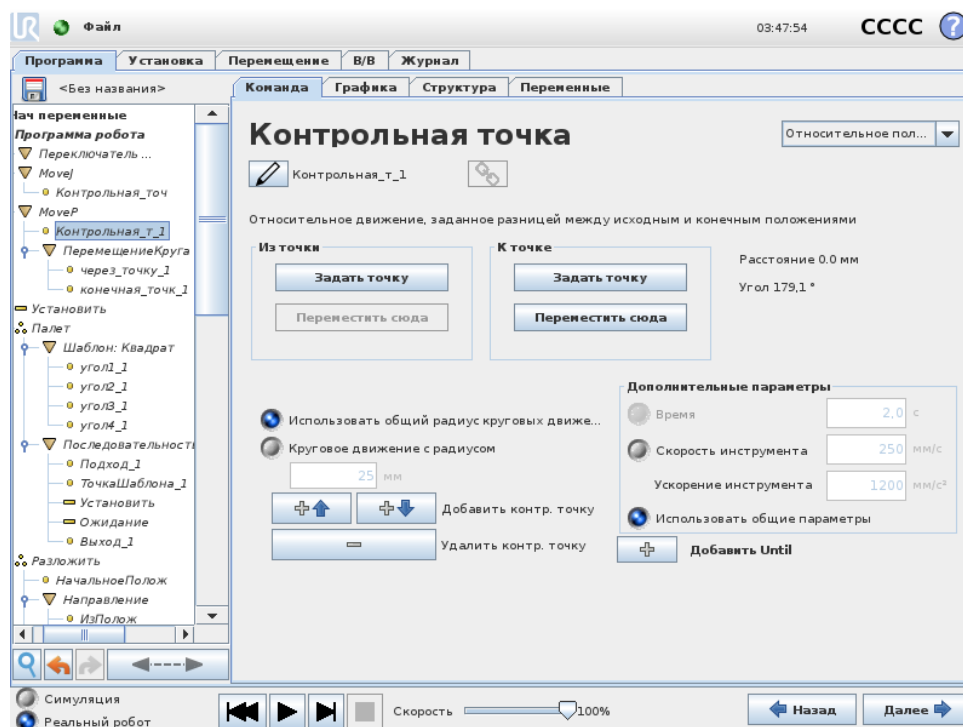 UR Файл 03:47:54 CCCC ?
Программа Установка Перемещение В/В Журнал
<Без названия> Команда Графика Структура Переменные
Нач переменные
Программа робота
Переключатель ...
MoveJ
Контрольная_точ
MoveP
Контрольная_т_1
ПеремещениеКруга
через_точку_1
конечная_точк_1
Установить
Палет
Шаблон: Квадрат
угол1_1
угол2_1
угол3_1
угол4_1
Последовательност
Подход_1
ТочкаШаблона_1
Установить
Ожидание
Выход_1
Разложить
НачальноеПолож
Направление
ИзПолож
Контрольная точка
Относительное пол...
Контрольная_т_1
Относительное движение, заданное разницей между исходным и конечным положениями
Из точки
Задать точку
Переместить сюда
К точке
Задать точку
Переместить сюда
Расстояние 0.0 мм
Угол 179,1 °
Использовать общий радиус круговых движе...
Круговое движение с радиусом
25 мм
Добавить контр. точку
Удалить контр. точку
Дополнительные параметры
Время 2,0 с
Скорость инструмента 250 мм/с
Ускорение инструмента 1200 мм/с²
Использовать общие параметры
Добавить Until
Симуляция
Реальный робот
Скорость 100%
Назад
Далее